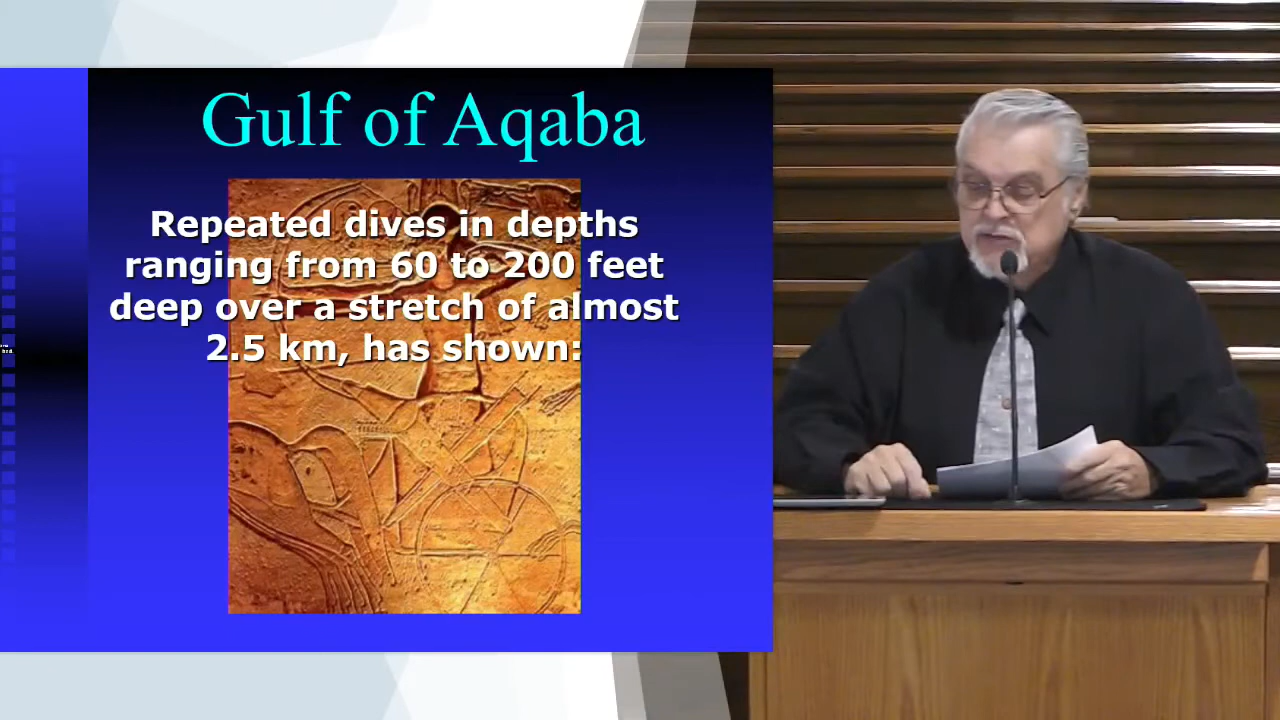 Gulf of Aqaba
Repeated dives in depths
ranging from 60 to 200 feet
deep over a stretch of almost
2.5 km, has shown: